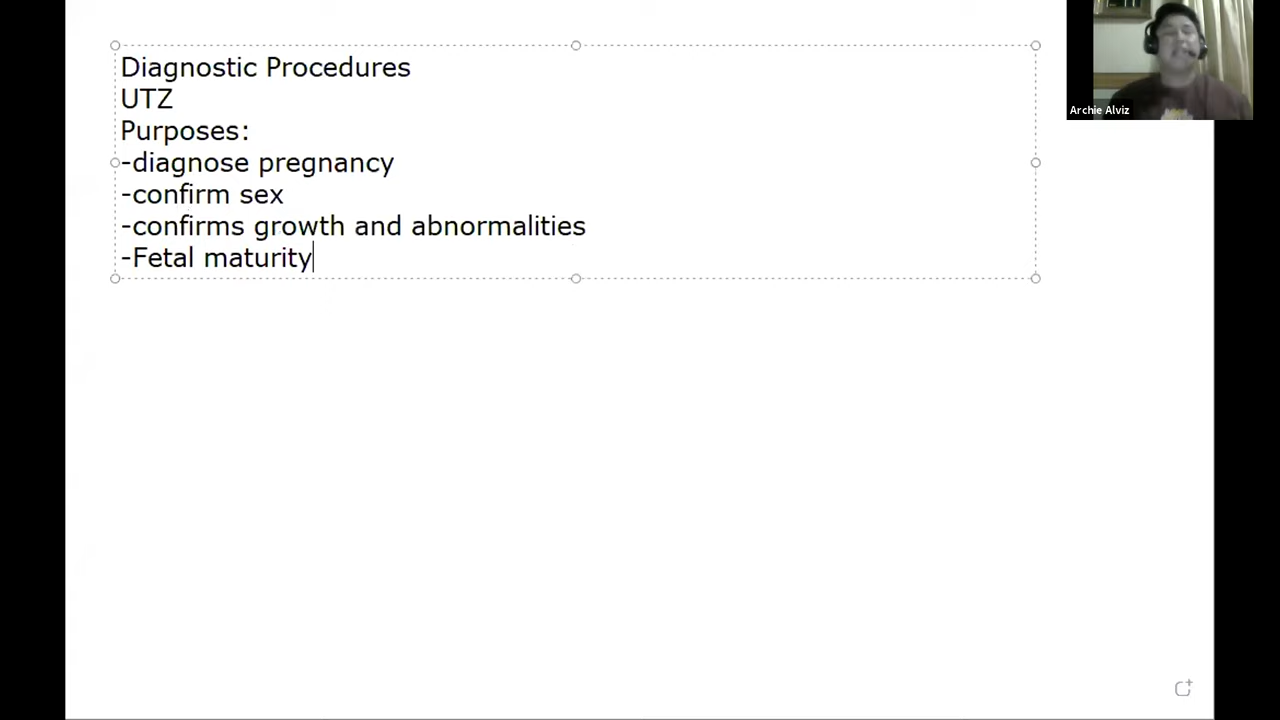 Diagnostic Procedures
UTZ
Purposes:
-diagnose pregnancy
-confirm sex
-confirms growth and abnormalities
-Fetal maturity
Archie Alviz